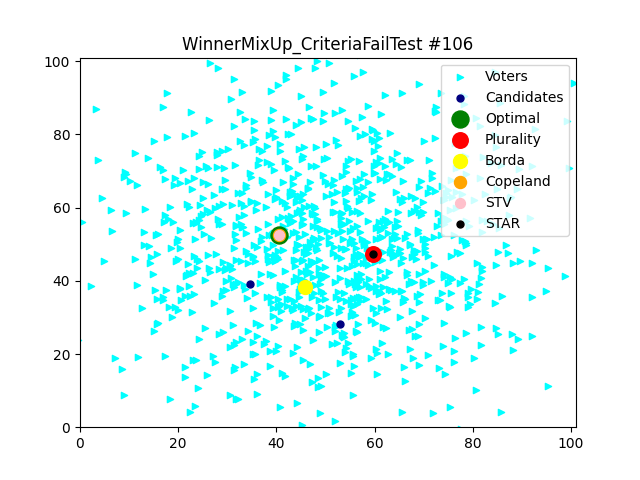 WinnerMixUp_CriteriaFailTest #106
100
80
60
40
20
0
0
20
40
60
80
100
Voters
Candidates
Optimal
Plurality
Borda
Copeland
STV
STAR